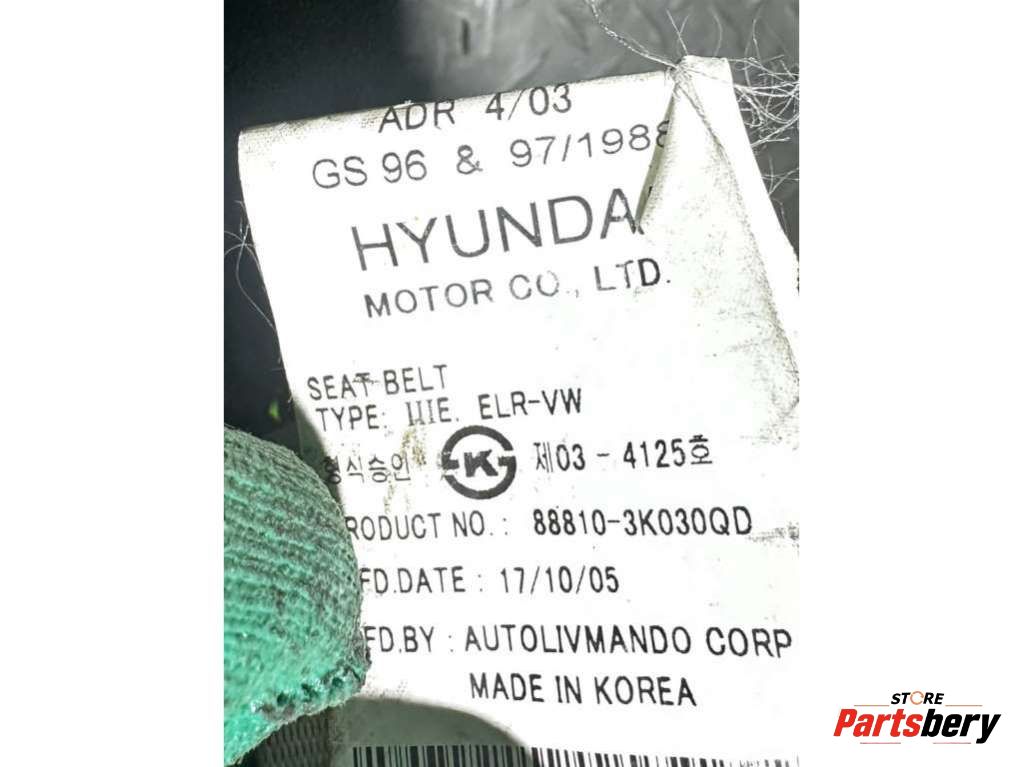 ADR 4/03
GS 96 & 97/1988
HYUNDA
MOTOR CO., LTD.
SEAT BELT
TYPE: IIIE. ELR-VW
형식승인 K 제03 - 4125호
RODUCT NO.: 88810-3K030QD
FD.DATE : 17/10/05
FD.BY : AUTOLIVMANDO CORP
MADE IN KOREA
STORE
Partsbery